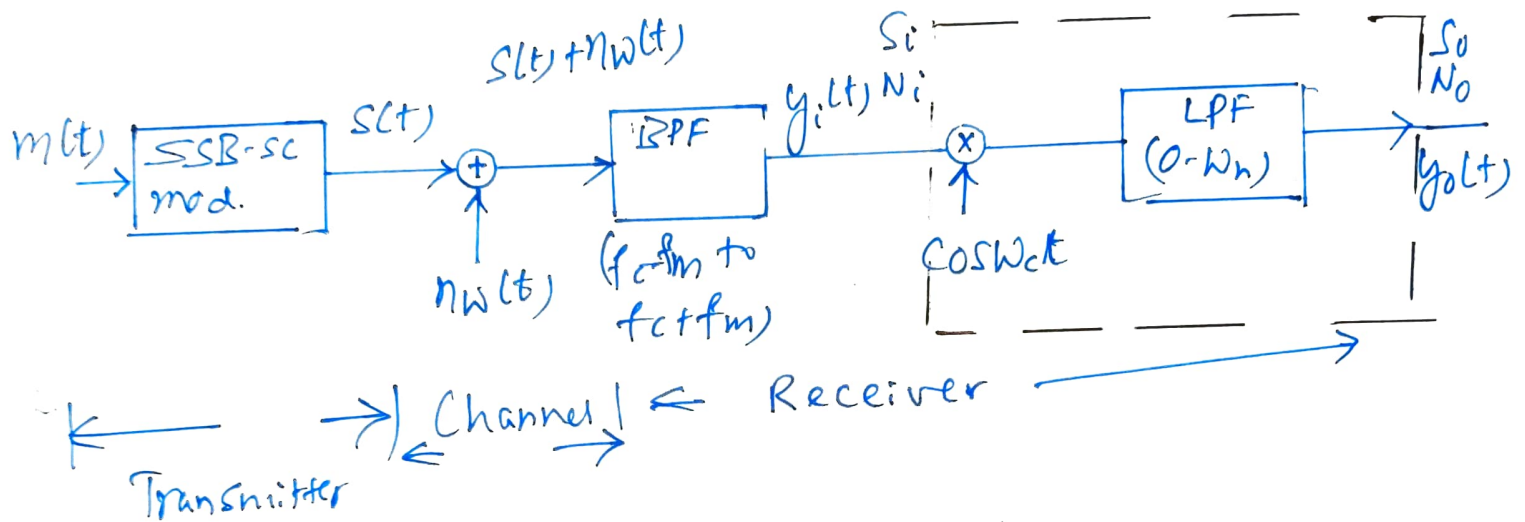 m(t)
SSB-SC
mod.
S(t)
S(t)+nw(t)
+
nw(t)
BPF
(fc-fm to
fc+fm)
yi(t)
Si
Ni
×
COSWct
LPF
(0-Wn)
So
No
yo(t)
Transmitter
Channel
Receiver